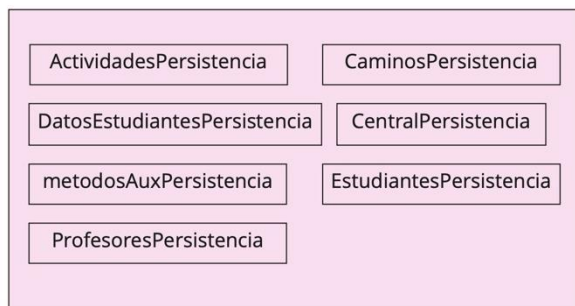 ActividadesPersistencia
CaminosPersistencia
DatosEstudiantesPersistencia
CentralPersistencia
metodosAuxPersistencia
EstudiantesPersistencia
ProfesoresPersistencia